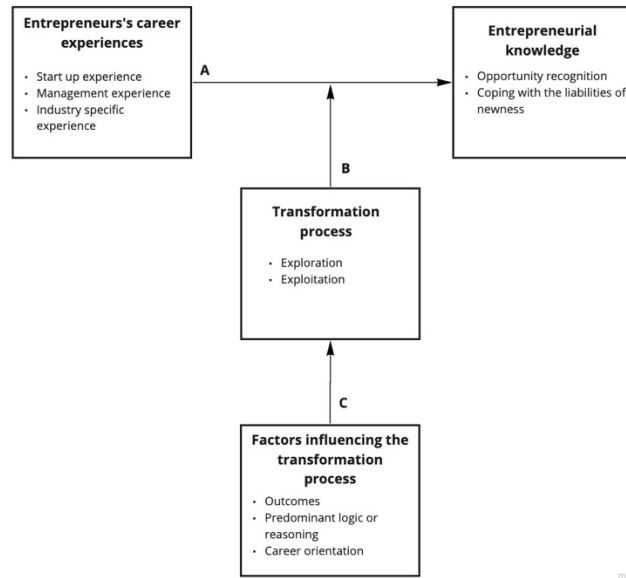 Entrepreneurs's career
experiences
• Start up experience
• Management experience
• Industry specific
experience
A
Entrepreneurial
knowledge
• Opportunity recognition
• Coping with the liabilities of
newness
B
Transformation
process
• Exploration
• Exploitation
C
Factors influencing the
transformation
process
• Outcomes
• Predominant logic or
reasoning
• Career orientation